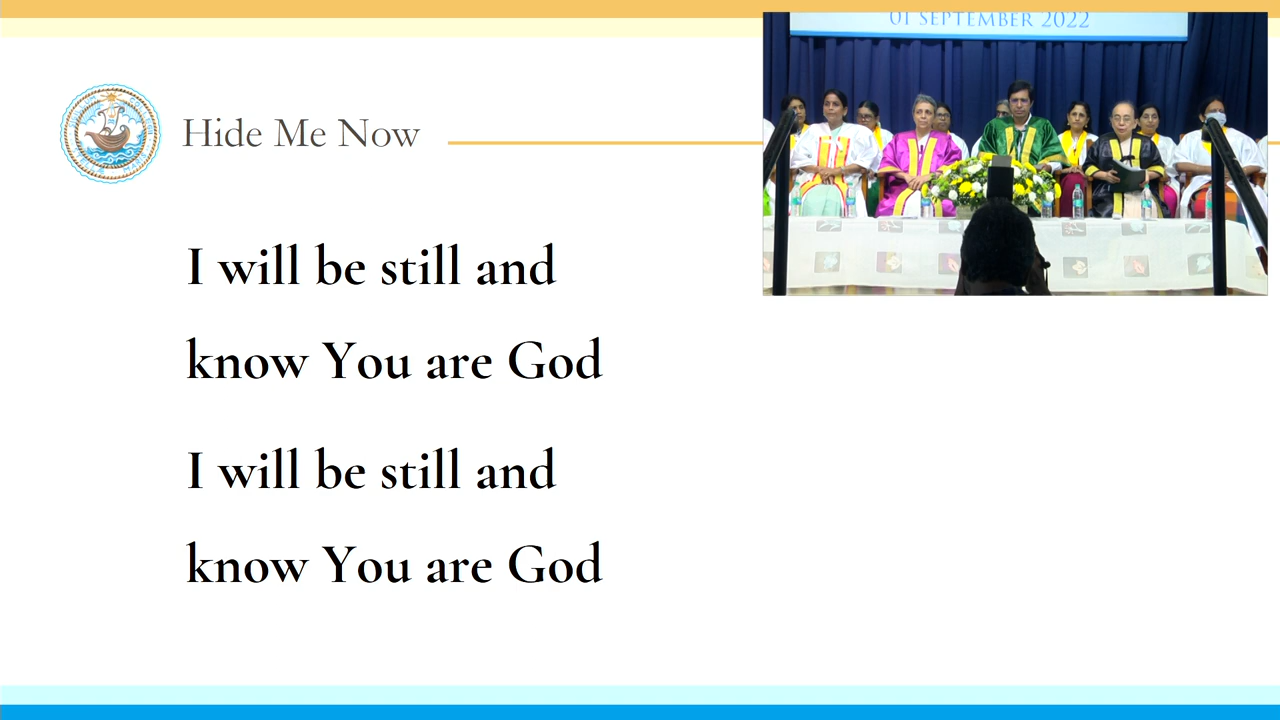 01 SEPTEMBER 2022
Hide Me Now
I will be still and
know You are God
I will be still and
know You are God